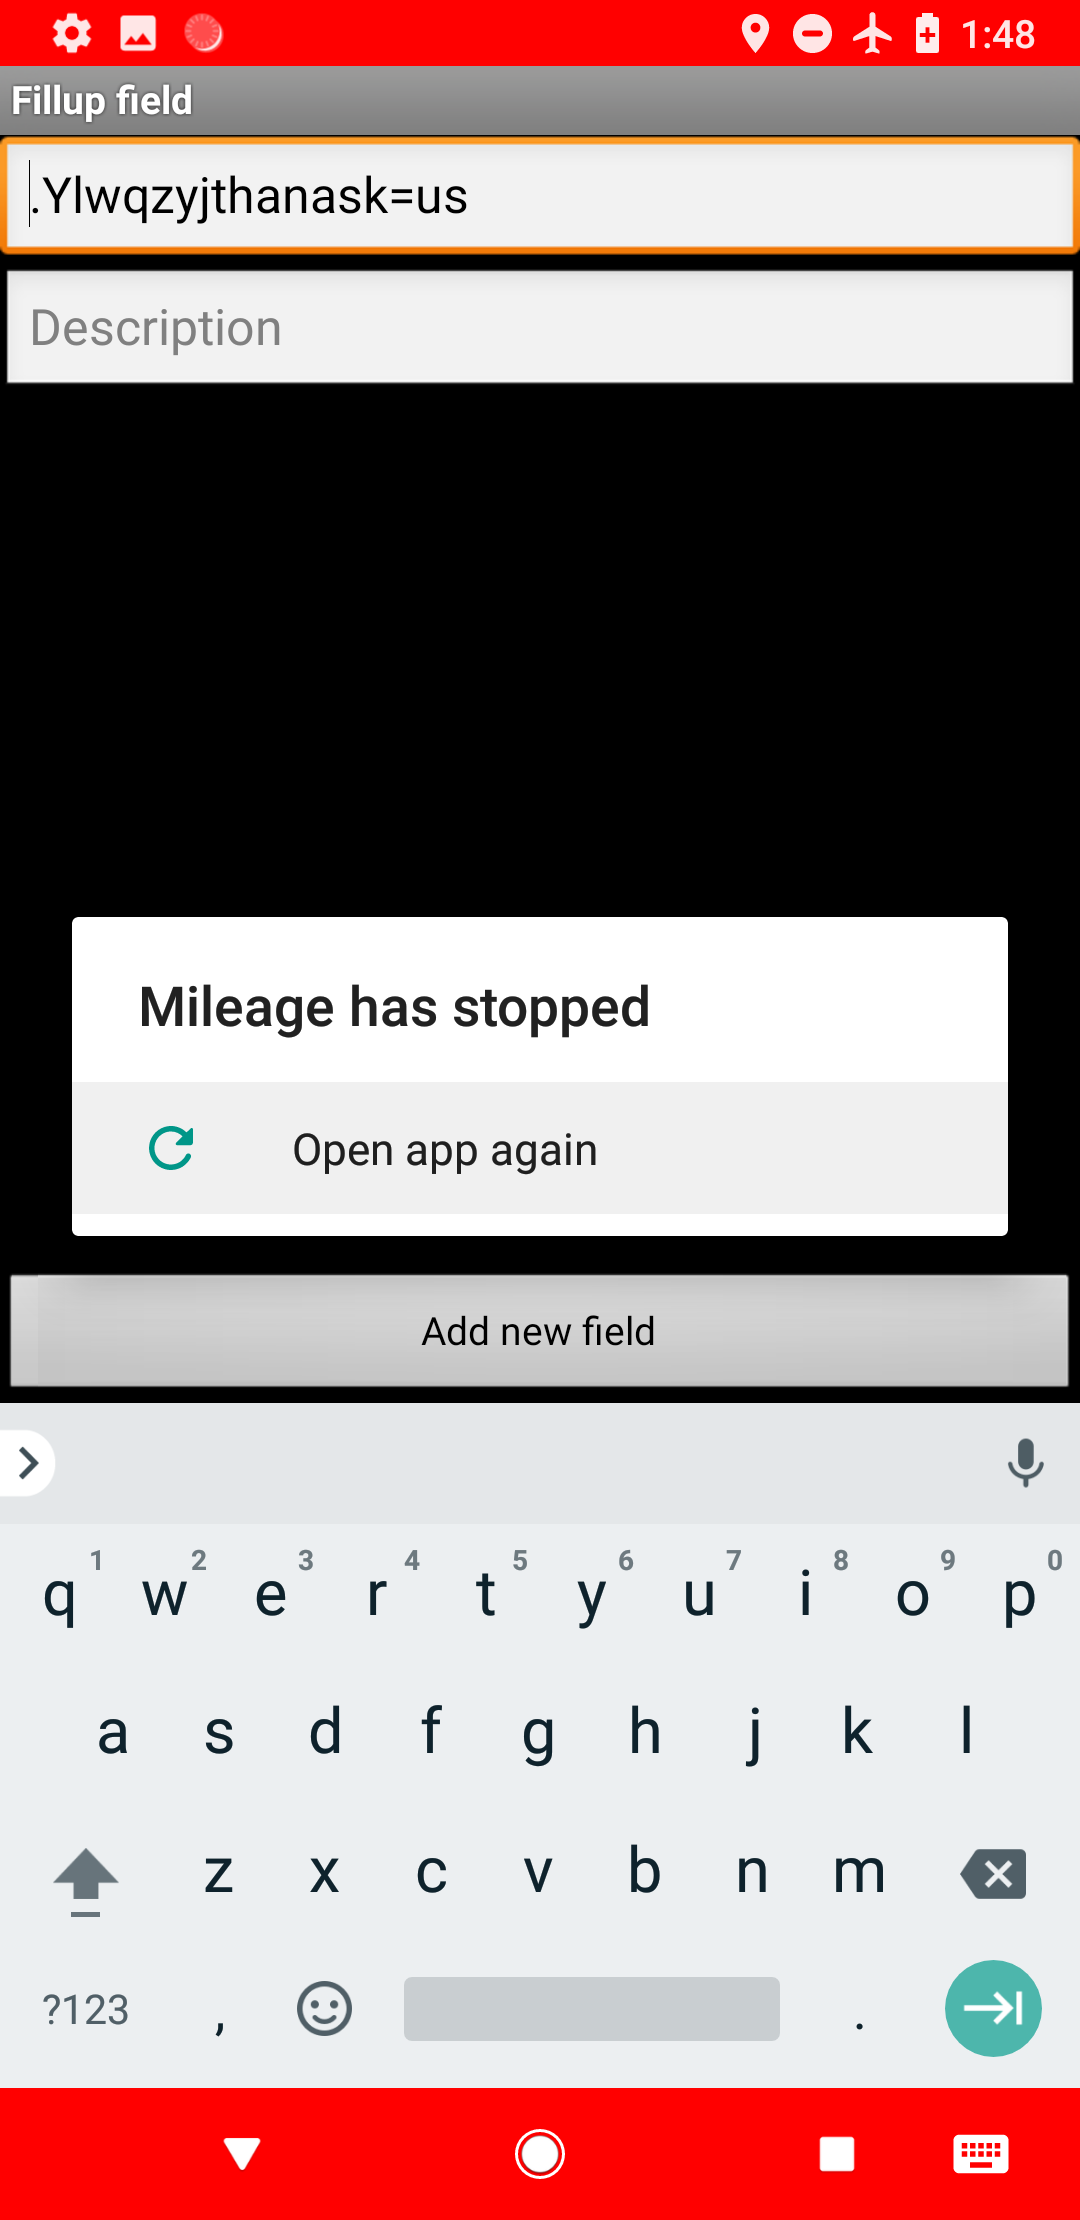 1:48
Fillup field
.Ylwqzyjthanask=us
Description
Mileage has stopped
Open app again
Add new field
1 2 3 4 5 6 7 8 9 0
q w e r t y u i o p
a s d f g h j k l
z x c v b n m
?123 , .